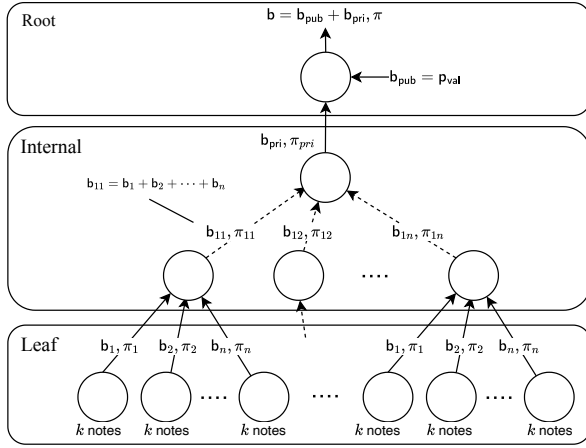 Root
b = b_pub + b_pri, π
b_pub = p_val
Internal
b_pri, π_pri
b_11 = b_1 + b_2 + ··· + b_n
b_11, π_11 b_12, π_12 b_1n, π_1n
....
Leaf
b_1, π_1 b_2, π_2 b_n, π_n b_1, π_1 b_2, π_2 b_n, π_n
.... .... ....
k notes k notes k notes k notes k notes k notes